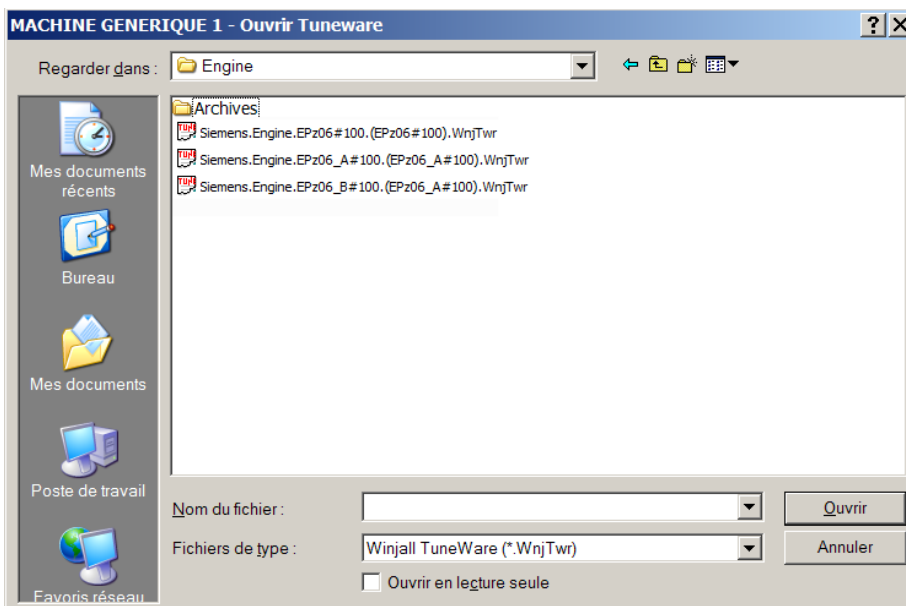 MACHINE GENERIQUE 1 - Ouvrir Tuneware
Regarder dans :
Engine
Archives
Siemens.Engine.EPz06#100.(EPz06#100).WnjTwr
Siemens.Engine.EPz06_A#100.(EPz06_A#100).WnjTwr
Siemens.Engine.EPz06_B#100.(EPz06_A#100).WnjTwr
Mes documents
récents
Bureau
Mes documents
Poste de travail
Favoris réseau
Nom du fichier :
Ouvrir
Fichiers de type :
Winjall TuneWare (*.WnjTwr)
Annuler
Ouvrir en lecture seule